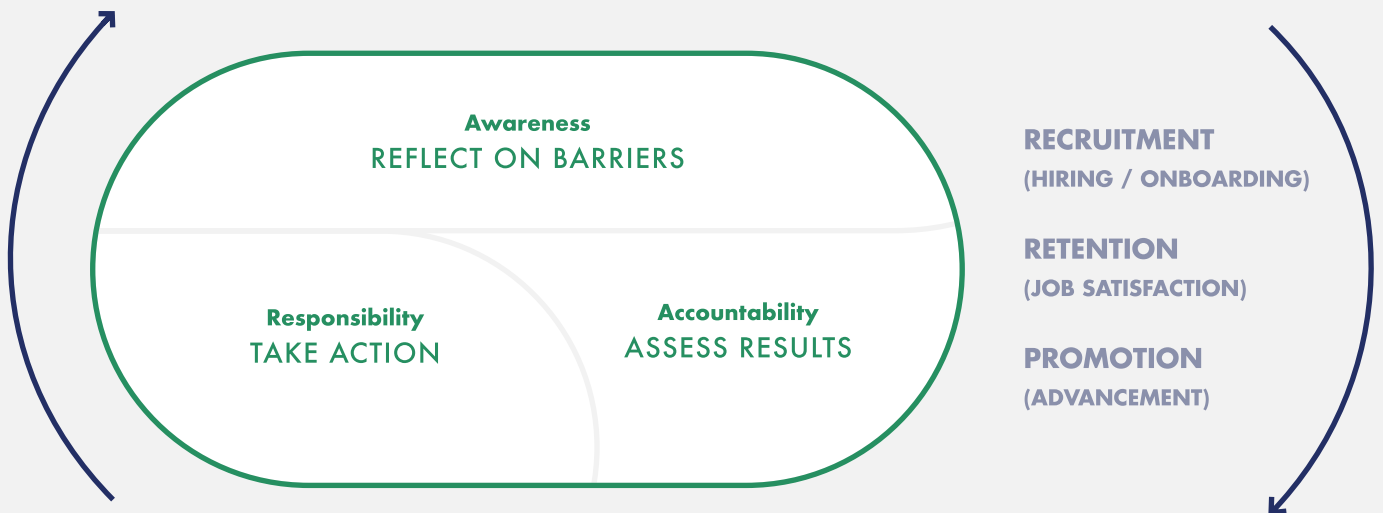 Awareness
REFLECT ON BARRIERS
Responsibility
TAKE ACTION
Accountability
ASSESS RESULTS
RECRUITMENT
(HIRING / ONBOARDING)
RETENTION
(JOB SATISFACTION)
PROMOTION
(ADVANCEMENT)